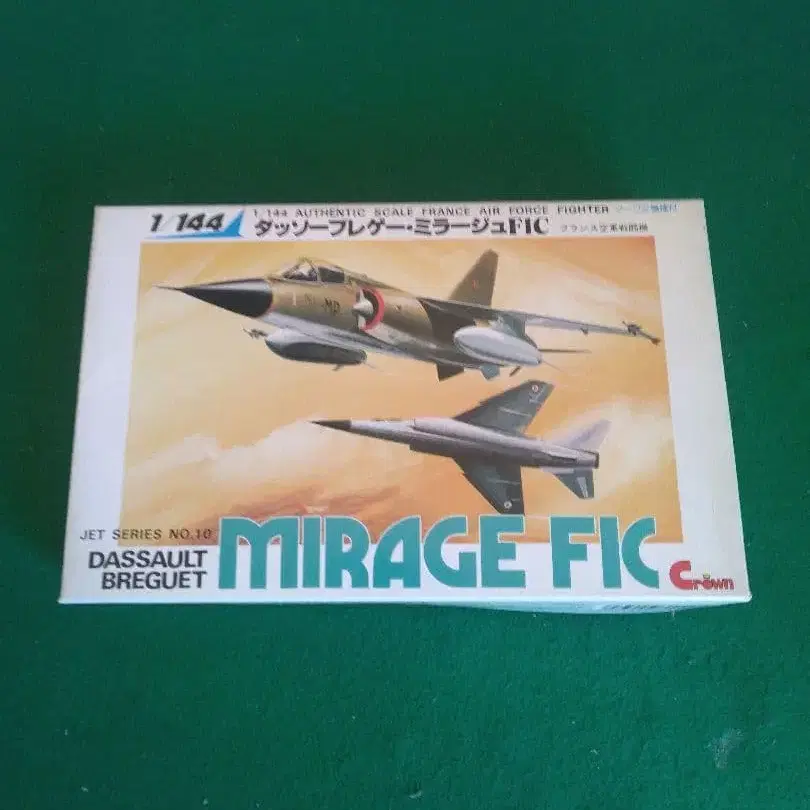 1/144
1/144 AUTHENTIC SCALE FRANCE AIR FORCE FIGHTER
ダッソーブレゲー・ミラージュF1C フランス空軍戦闘機
JET SERIES NO.10
DASSAULT
BREGUET
MIRAGE F1C
Crown